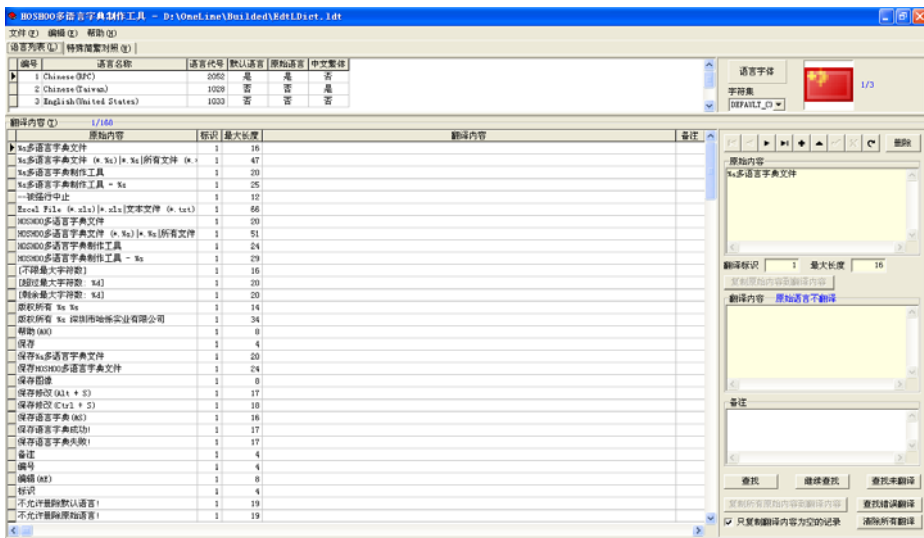 HOSHOO多语言字典制作工具 - D:\OneLine\Builded\EdtLDict.ldt
文件(F) 编辑(E) 帮助(H)
语言列表(L) 特殊简繁对照(V)
编号 语言名称 语言代号 默认语言 原始语言 中文繁体
1 Chinese(PRC) 2052 是 是 否
2 Chinese(Taiwan) 1028 否 否 是
3 English(United States) 1033 否 否 否
语言字体
字符集
DEFAULT_C
1/3
翻译内容(T) 1/160
原始内容 标识 最大长度 翻译内容 备注
%s多语言字典文件 1 16
%s多语言字典文件 (*.%s)|*.%s|所有文件 (*. 1 47
%s多语言字典制作工具 1 20
%s多语言字典制作工具 - %s 1 25
--被强行中止 1 12
Excel File (*.xls)|*.xls|文本文件 (*.txt) 1 66
HOSHOO多语言字典文件 1 20
HOSHOO多语言字典文件 (*.%s)|*.%s|所有文件 1 51
HOSHOO多语言字典制作工具 1 24
HOSHOO多语言字典制作工具 - %s 1 29
[不限最大字符数] 1 16
[超过最大字符数: %d] 1 20
[剩余最大字符数: %d] 1 20
版权所有 %s %s 1 14
版权所有 %s 深圳市哈烁实业有限公司 1 34
帮助(&H) 1 8
保存 1 4
保存%s多语言字典文件 1 20
保存HOSHOO多语言字典文件 1 24
保存图像 1 8
保存修改(Alt + S) 1 17
保存修改(Ctrl + S) 1 18
保存语言字典(&S) 1 16
保存语言字典成功! 1 17
保存语言字典失败! 1 17
备注 1 4
编号 1 4
编辑(&E) 1 8
标识 1 4
不允许删除默认语言! 1 19
不允许删除原始语言! 1 19
删除
原始内容
%s多语言字典文件
翻译标识 1 最大长度 16
复制原始内容到翻译内容
翻译内容 原始语言不翻译
备注
查找 继续查找 查找未翻译
复制所有原始内容到翻译内容 查找错误翻译
只复制翻译内容为空的记录 清除所有翻译